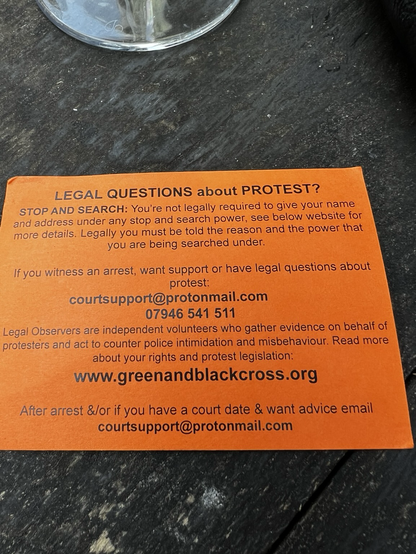 LEGAL QUESTIONS about PROTEST?
STOP AND SEARCH: You're not legally required to give your name
and address under any stop and search power, see below website for
more details. Legally you must be told the reason and the power that
you are being searched under.
If you witness an arrest, want support or have legal questions about
protest:
courtsupport@protonmail.com
07946 541 511
Legal Observers are independent volunteers who gather evidence on behalf of
protesters and act to counter police intimidation and misbehaviour. Read more
about your rights and protest legislation:
www.greenandblackcross.org
After arrest &/or if you have a court date & want advice email
courtsupport@protonmail.com